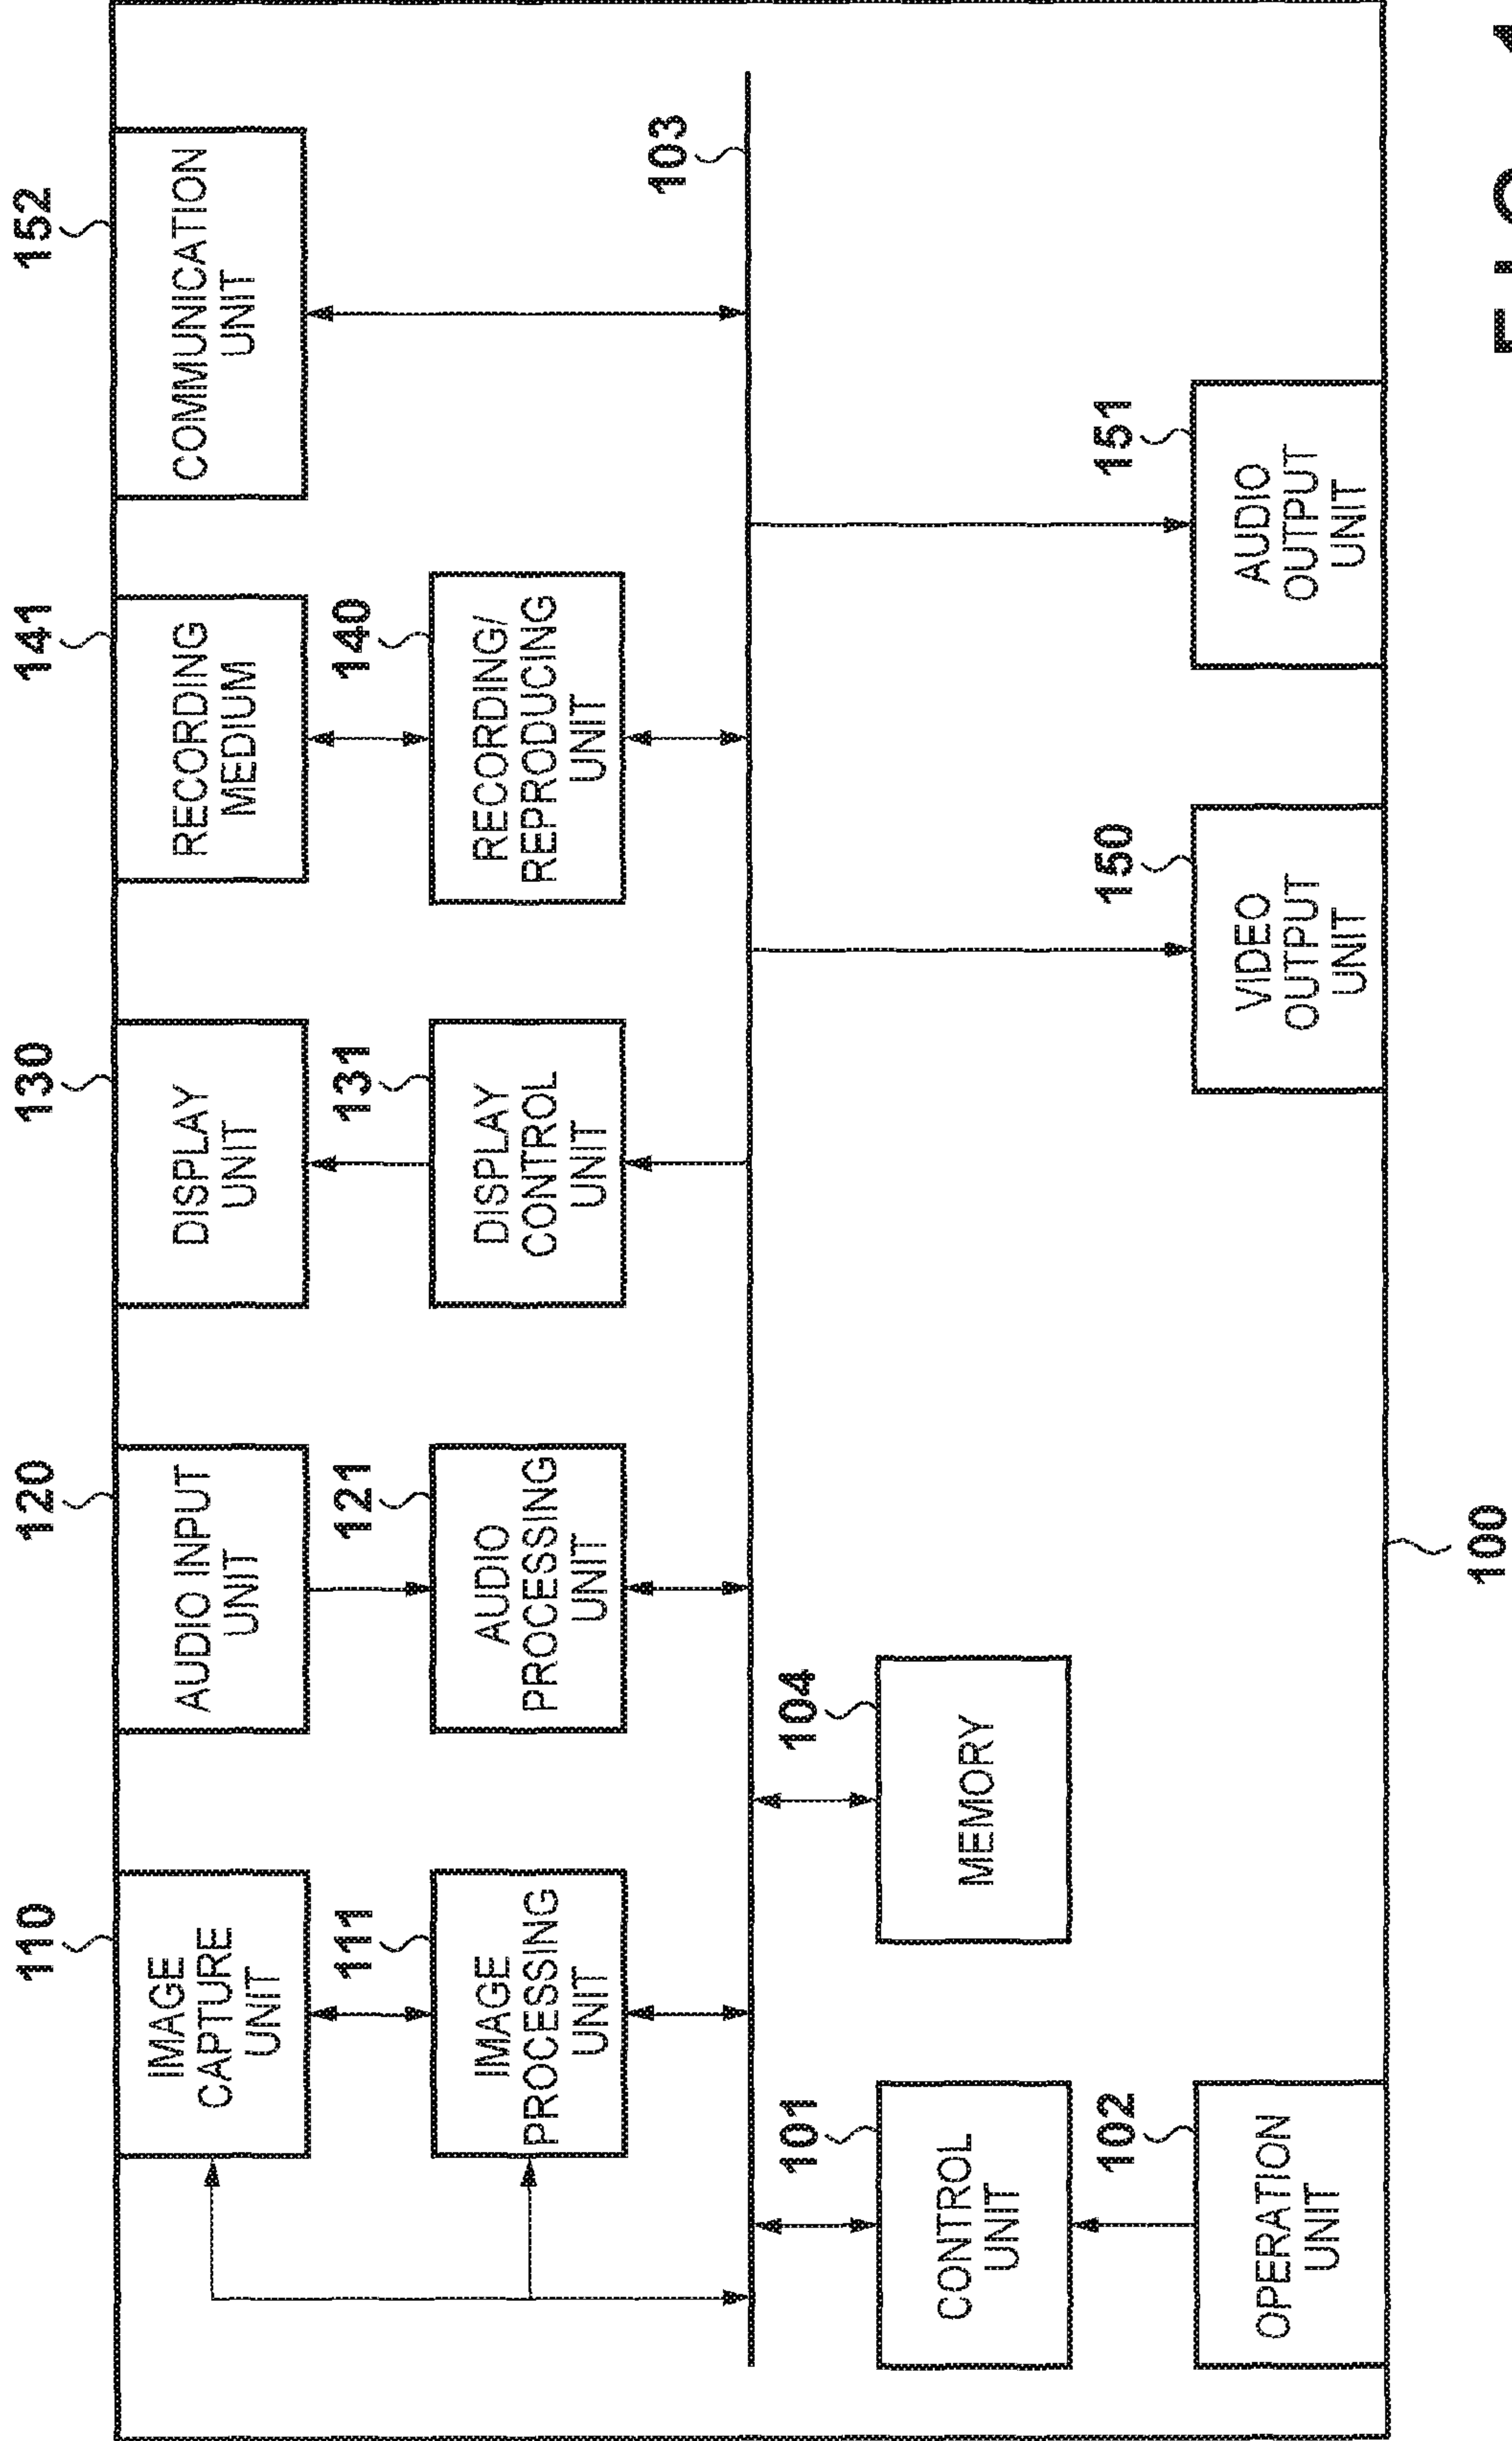 110
120
130
141
152
IMAGE
CAPTURE
UNIT
AUDIO INPUT
UNIT
DISPLAY
UNIT
RECORDING
MEDIUM
COMMUNICATION
UNIT
111
121
131
140
IMAGE
PROCESSING
UNIT
AUDIO
PROCESSING
UNIT
DISPLAY
CONTROL
UNIT
RECORDING/
REPRODUCING
UNIT
103
101
104
CONTROL
UNIT
MEMORY
102
150
151
OPERATION
UNIT
VIDEO
OUTPUT
UNIT
AUDIO
OUTPUT
UNIT
100